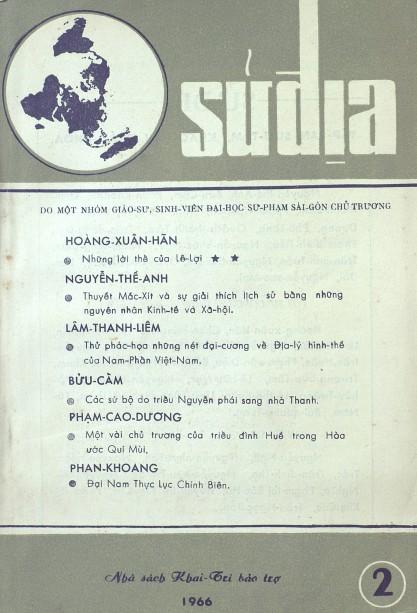 sử địa
DO MỘT NHÓM GIÁO-SƯ, SINH-VIÊN ĐẠI-HỌC SƯ-PHẠM SÀI-GÒN CHỦ TRƯƠNG
HOÀNG-XUÂN-HÃN
Những lời thề của Lê-Lợi ★ ★
NGUYỄN-THẾ-ANH
Thuyết Mác-Xít và sự giải thích lịch sử bằng những
nguyên nhân Kinh-tế và Xã-hội.
LÂM-THANH-LIÊM
Thử phác-họa những nét đại-cương về Địa-lý hình-thể
của Nam-Phần Việt-Nam.
BỬU-CẦM
Các sứ bộ do triều Nguyễn phái sang nhà Thanh.
PHẠM-CAO-DƯƠNG
Một vài chủ trương của triều đình Huế trong Hòa
ước Quí Mùi.
PHAN-KHOANG
Đại Nam Thực Lục Chính Biên.
Nhà sách Khai-Trí bảo trợ
1966
2